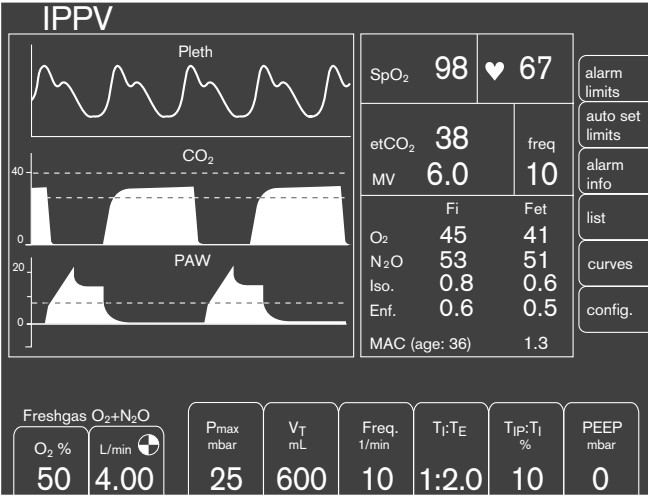 IPPV
Pleth
CO₂
40
0
PAW
20
0
SpO₂ 98 ♥ 67
etCO₂ 38 freq
MV 6.0 10
Fi Fet
O₂ 45 41
N₂O 53 51
Iso. 0.8 0.6
Enf. 0.6 0.5
MAC (age: 36) 1.3
alarm
limits
auto set
limits
alarm
info
list
curves
config.
Freshgas O₂+N₂O
O₂ % L/min
50 4.00
Pmax VT Freq. TI:TE TIP:TI PEEP
mbar mL 1/min % mbar
25 600 10 1:2.0 10 0